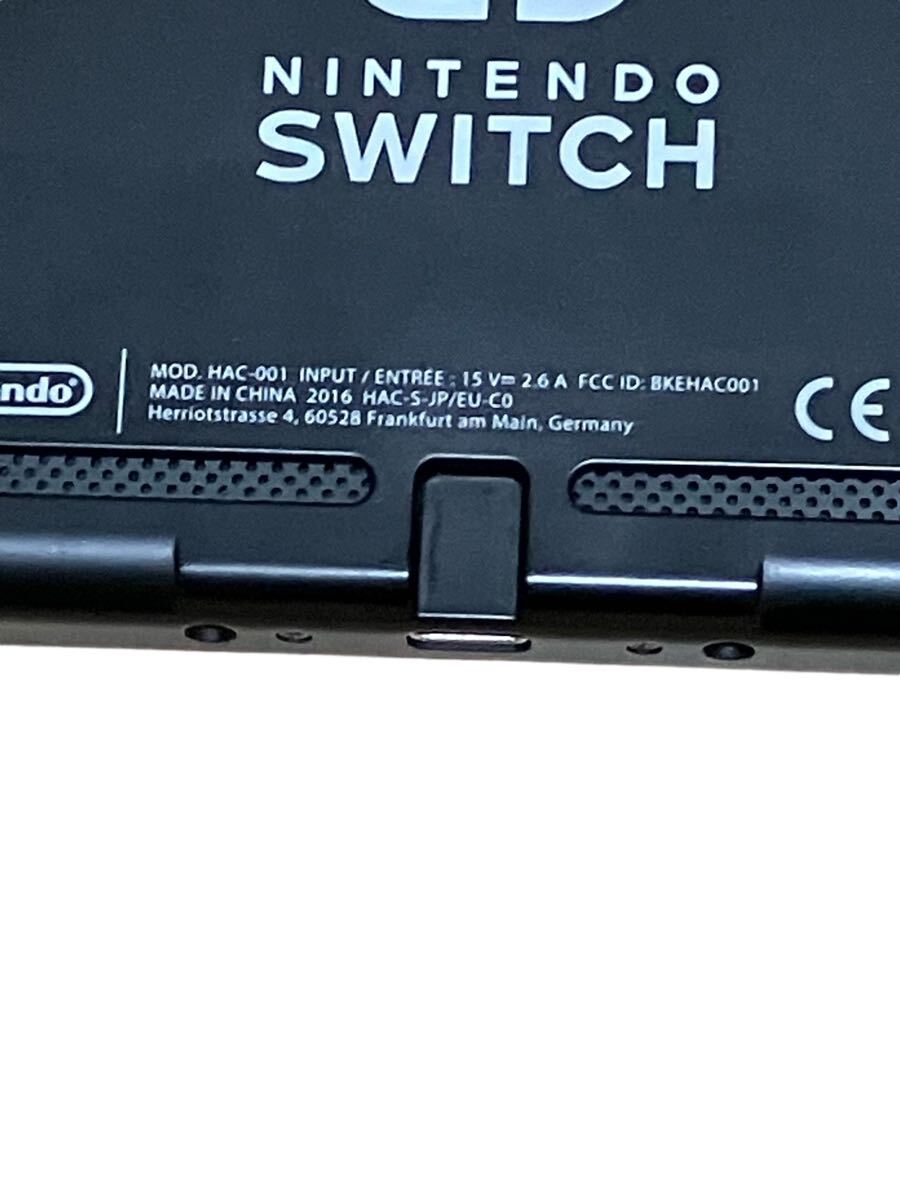 NINTENDO
SWITCH
ndo®
MOD. HAC-001 INPUT / ENTRÉE : 15 V⎓ 2.6 A FCC ID: BKEHAC001
MADE IN CHINA 2016 HAC-S-JP/EU-C0
Herriotstrasse 4, 60528 Frankfurt am Main, Germany
CE